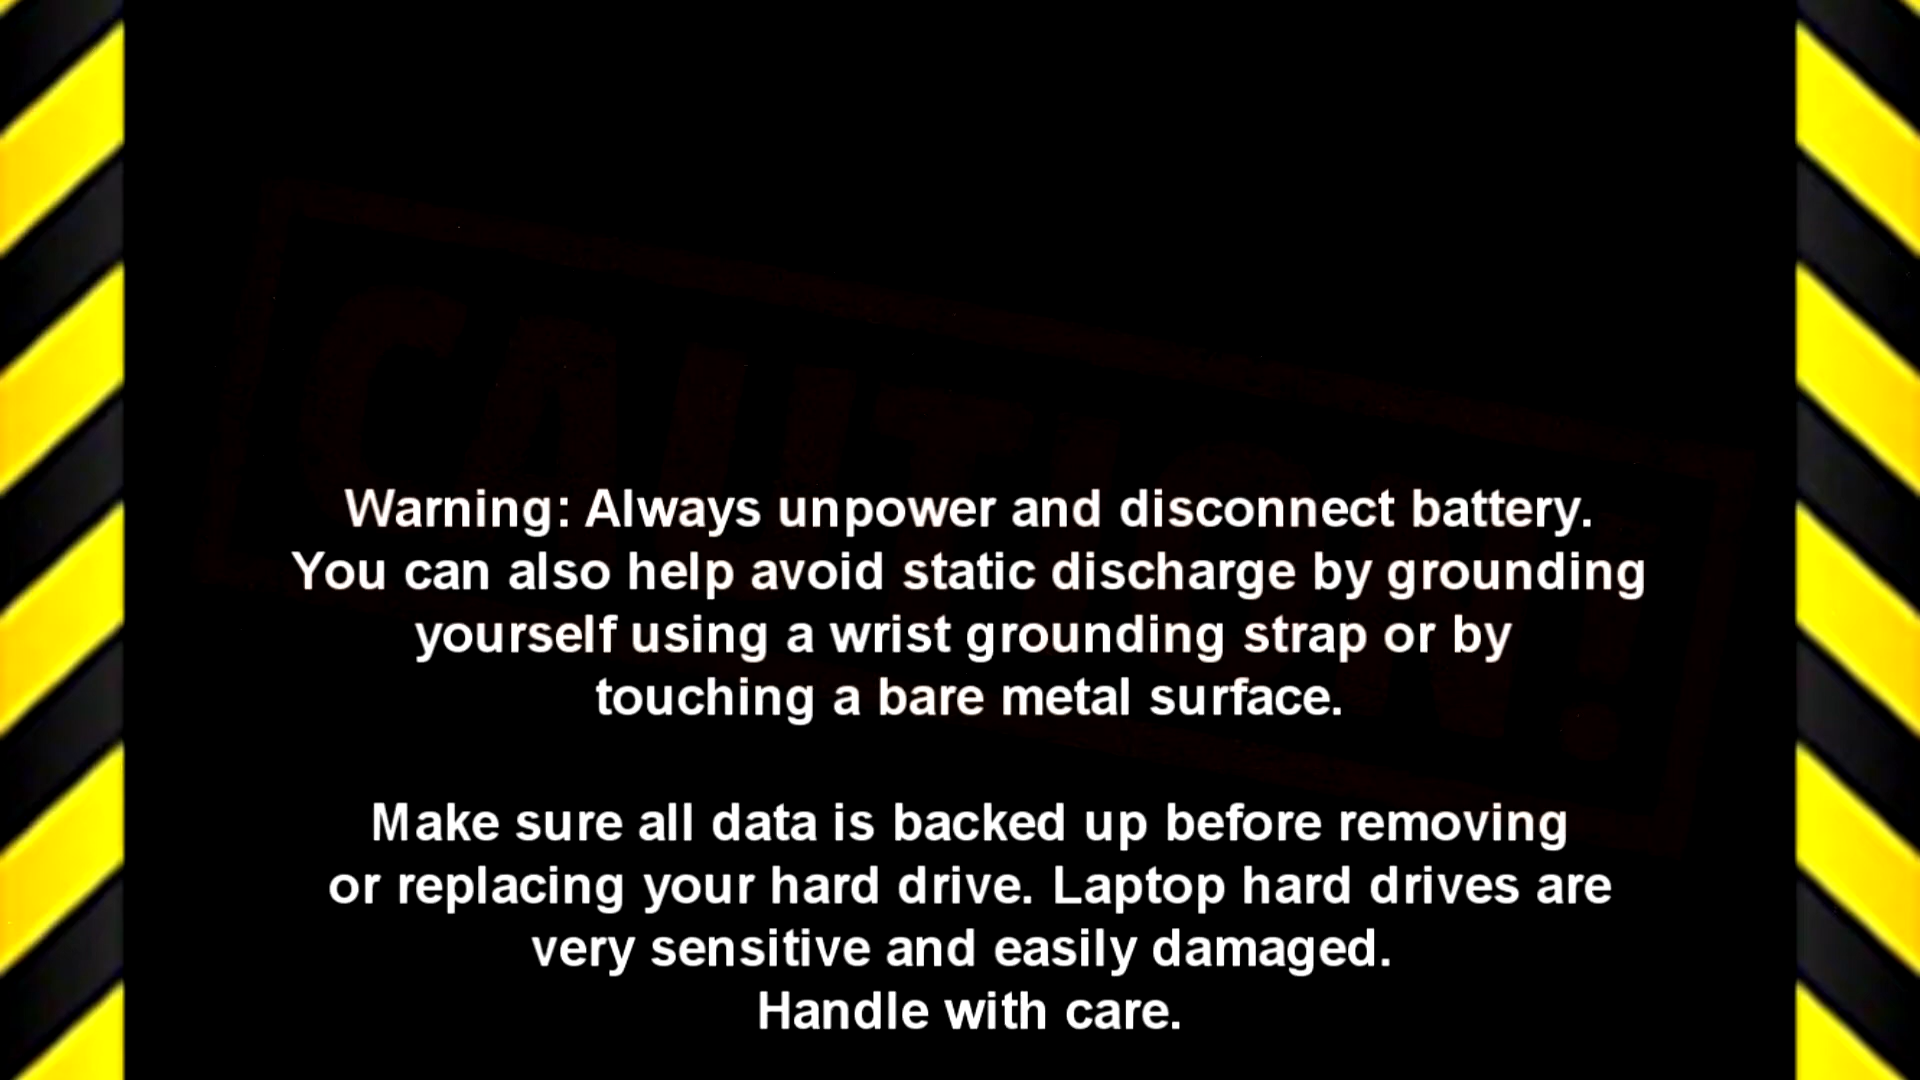 CAUTION!
Warning: Always unpower and disconnect battery.
You can also help avoid static discharge by grounding
yourself using a wrist grounding strap or by
touching a bare metal surface.
Make sure all data is backed up before removing
or replacing your hard drive. Laptop hard drives are
very sensitive and easily damaged.
Handle with care.